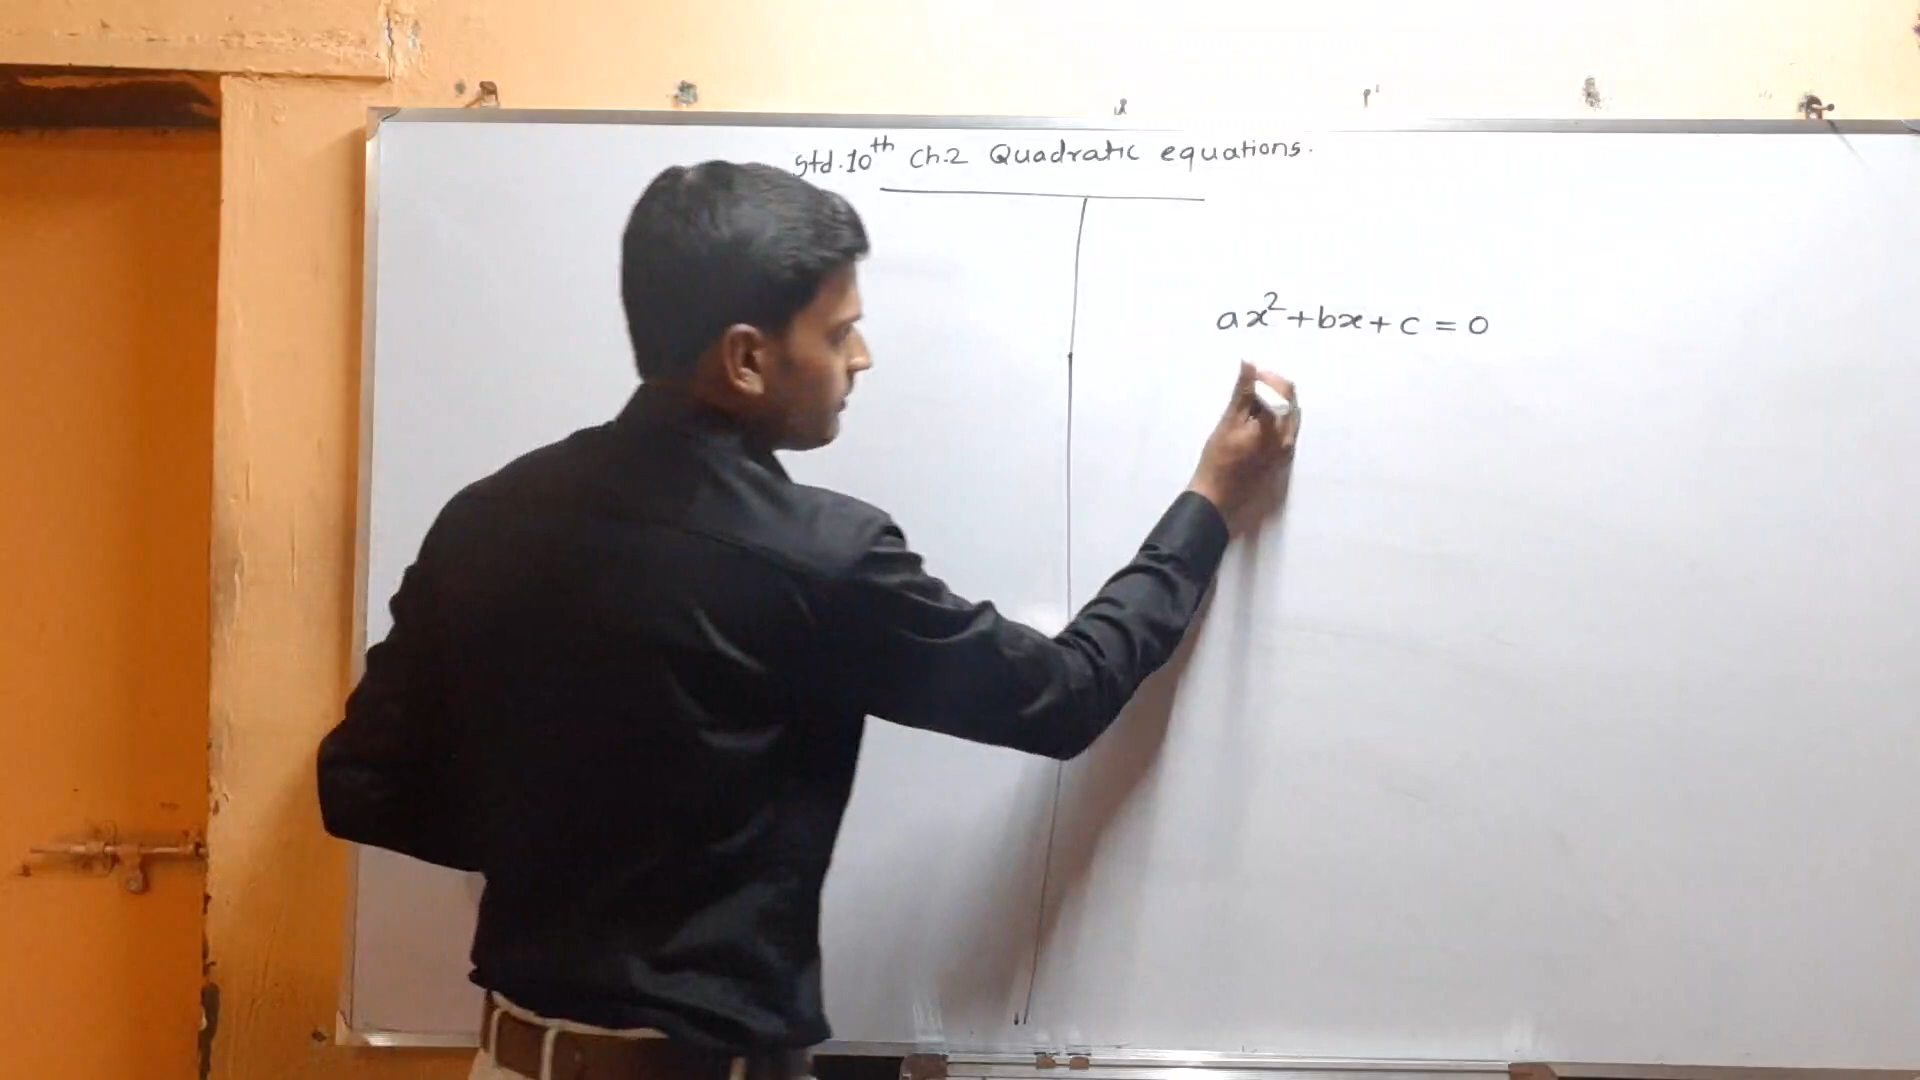 Std.10th Ch.2 Quadratic equations.
ax²+bx+c=0